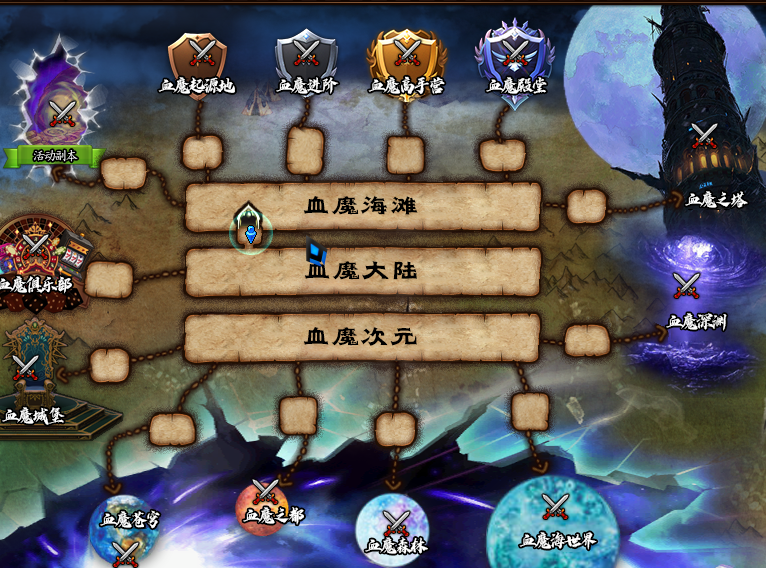 血魔起源地
血魔进阶
血魔高手营
血魔殿堂
活动副本
血魔海滩
血魔之塔
血魔俱乐部
血魔大陆
血魔深渊
血魔次元
血魔城堡
血魔苍穹
血魔之都
血魔森林
血魔海世界